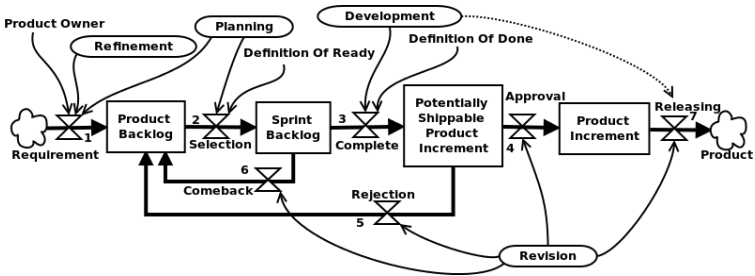 Product Owner
Refinement
Planning
Development
Definition Of Ready
Definition Of Done
Requirement
1
Product
Backlog
2
Selection
Sprint
Backlog
3
Complete
Potentially
Shippable
Product
Increment
Approval
4
Product
Increment
Releasing
7
Product
6
Comeback
Rejection
5
Revision